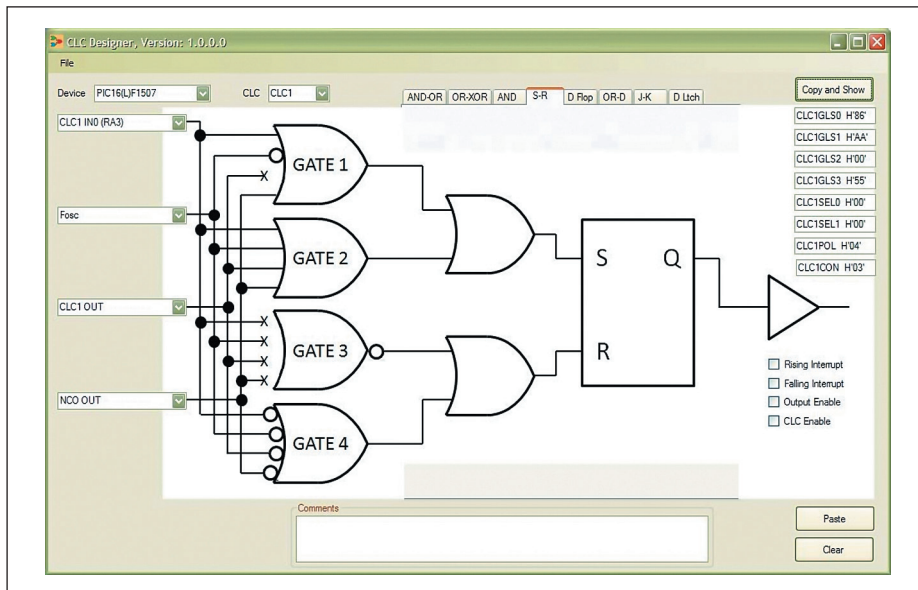 CLC Designer, Version: 1.0.0.0
File
Device PIC16(L)F1507 CLC CLC1
AND-OR OR-XOR AND S-R D Flop OR-D J-K D Ltch
Copy and Show
CLC1 IN0 (RA3)
Fosc
CLC1 OUT
NCO OUT
X
GATE 1
GATE 2
X
X
X
X
GATE 3
GATE 4
S Q
R
CLC1GLS0 H'86'
CLC1GLS1 H'AA'
CLC1GLS2 H'00'
CLC1GLS3 H'55'
CLC1SEL0 H'00'
CLC1SEL1 H'00'
CLC1POL H'04'
CLC1CON H'03'
Rising Interrupt
Falling Interrupt
Output Enable
CLC Enable
Comments
Paste
Clear